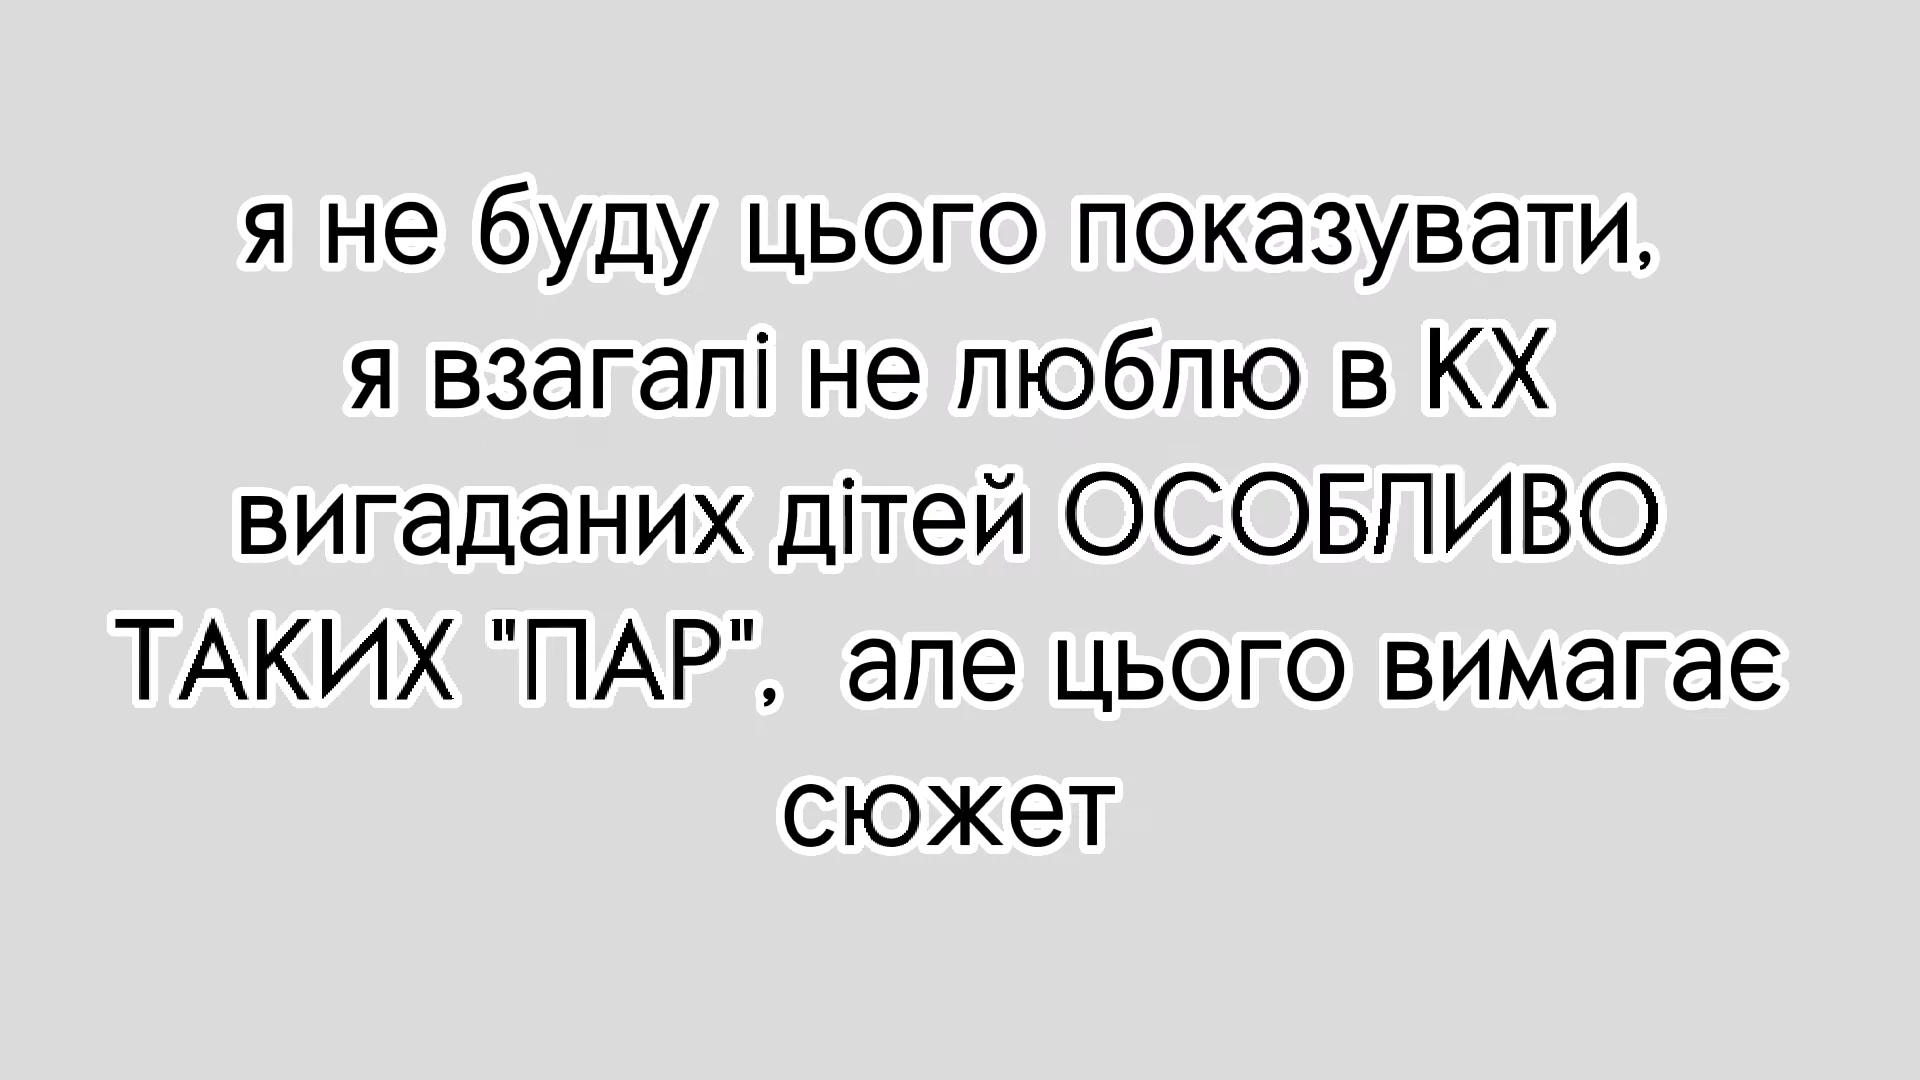 я не буду цього показувати,
я взагалі не люблю в КХ
вигаданих дітей ОСОБЛИВО
ТАКИХ "ПАР", але цього вимагає
сюжет